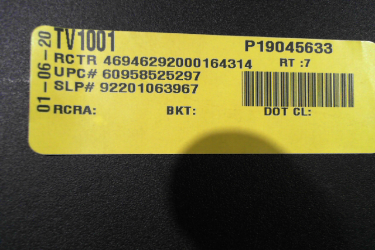 01-06-20
TV1001 P19045633
RCTR 46946292000164314 RT :7
UPC# 60958525297
SLP# 92201063967
RCRA: BKT: DOT CL: